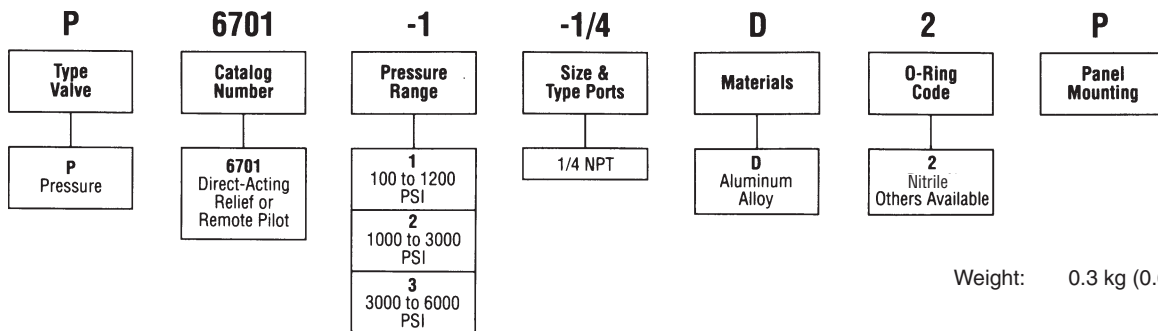 P 6701 -1 -1/4 D 2 P
Type
Valve
Catalog
Number
Pressure
Range
Size &
Type Ports
Materials
O-Ring
Code
Panel
Mounting
P
Pressure
6701
Direct-Acting
Relief or
Remote Pilot
1
100 to 1200
PSI
2
1000 to 3000
PSI
3
3000 to 6000
PSI
1/4 NPT
D
Aluminum
Alloy
2
Nitrile
Others Available
Weight: 0.3 kg (0.